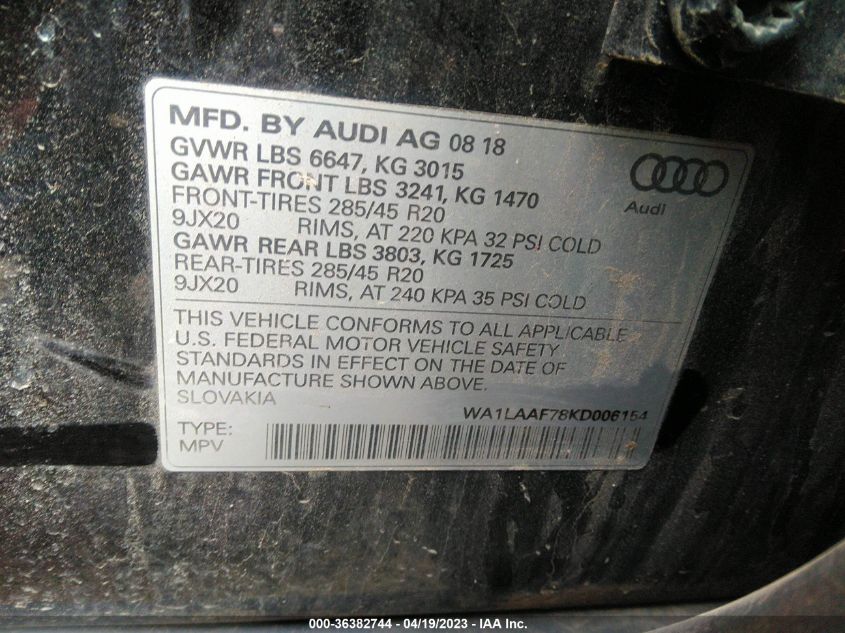 MFD. BY AUDI AG 08 18
GVWR LBS 6647, KG 3015
GAWR FRONT LBS 3241, KG 1470
FRONT-TIRES 285/45 R20
9JX20 RIMS, AT 220 KPA 32 PSI COLD
GAWR REAR LBS 3803, KG 1725
REAR-TIRES 285/45 R20
9JX20 RIMS, AT 240 KPA 35 PSI COLD
Audi
THIS VEHICLE CONFORMS TO ALL APPLICABLE
U.S. FEDERAL MOTOR VEHICLE SAFETY
STANDARDS IN EFFECT ON THE DATE OF
MANUFACTURE SHOWN ABOVE.
SLOVAKIA
WA1LAAF78KD006154
TYPE:
MPV
000-36382744 - 04/19/2023 - IAA Inc.